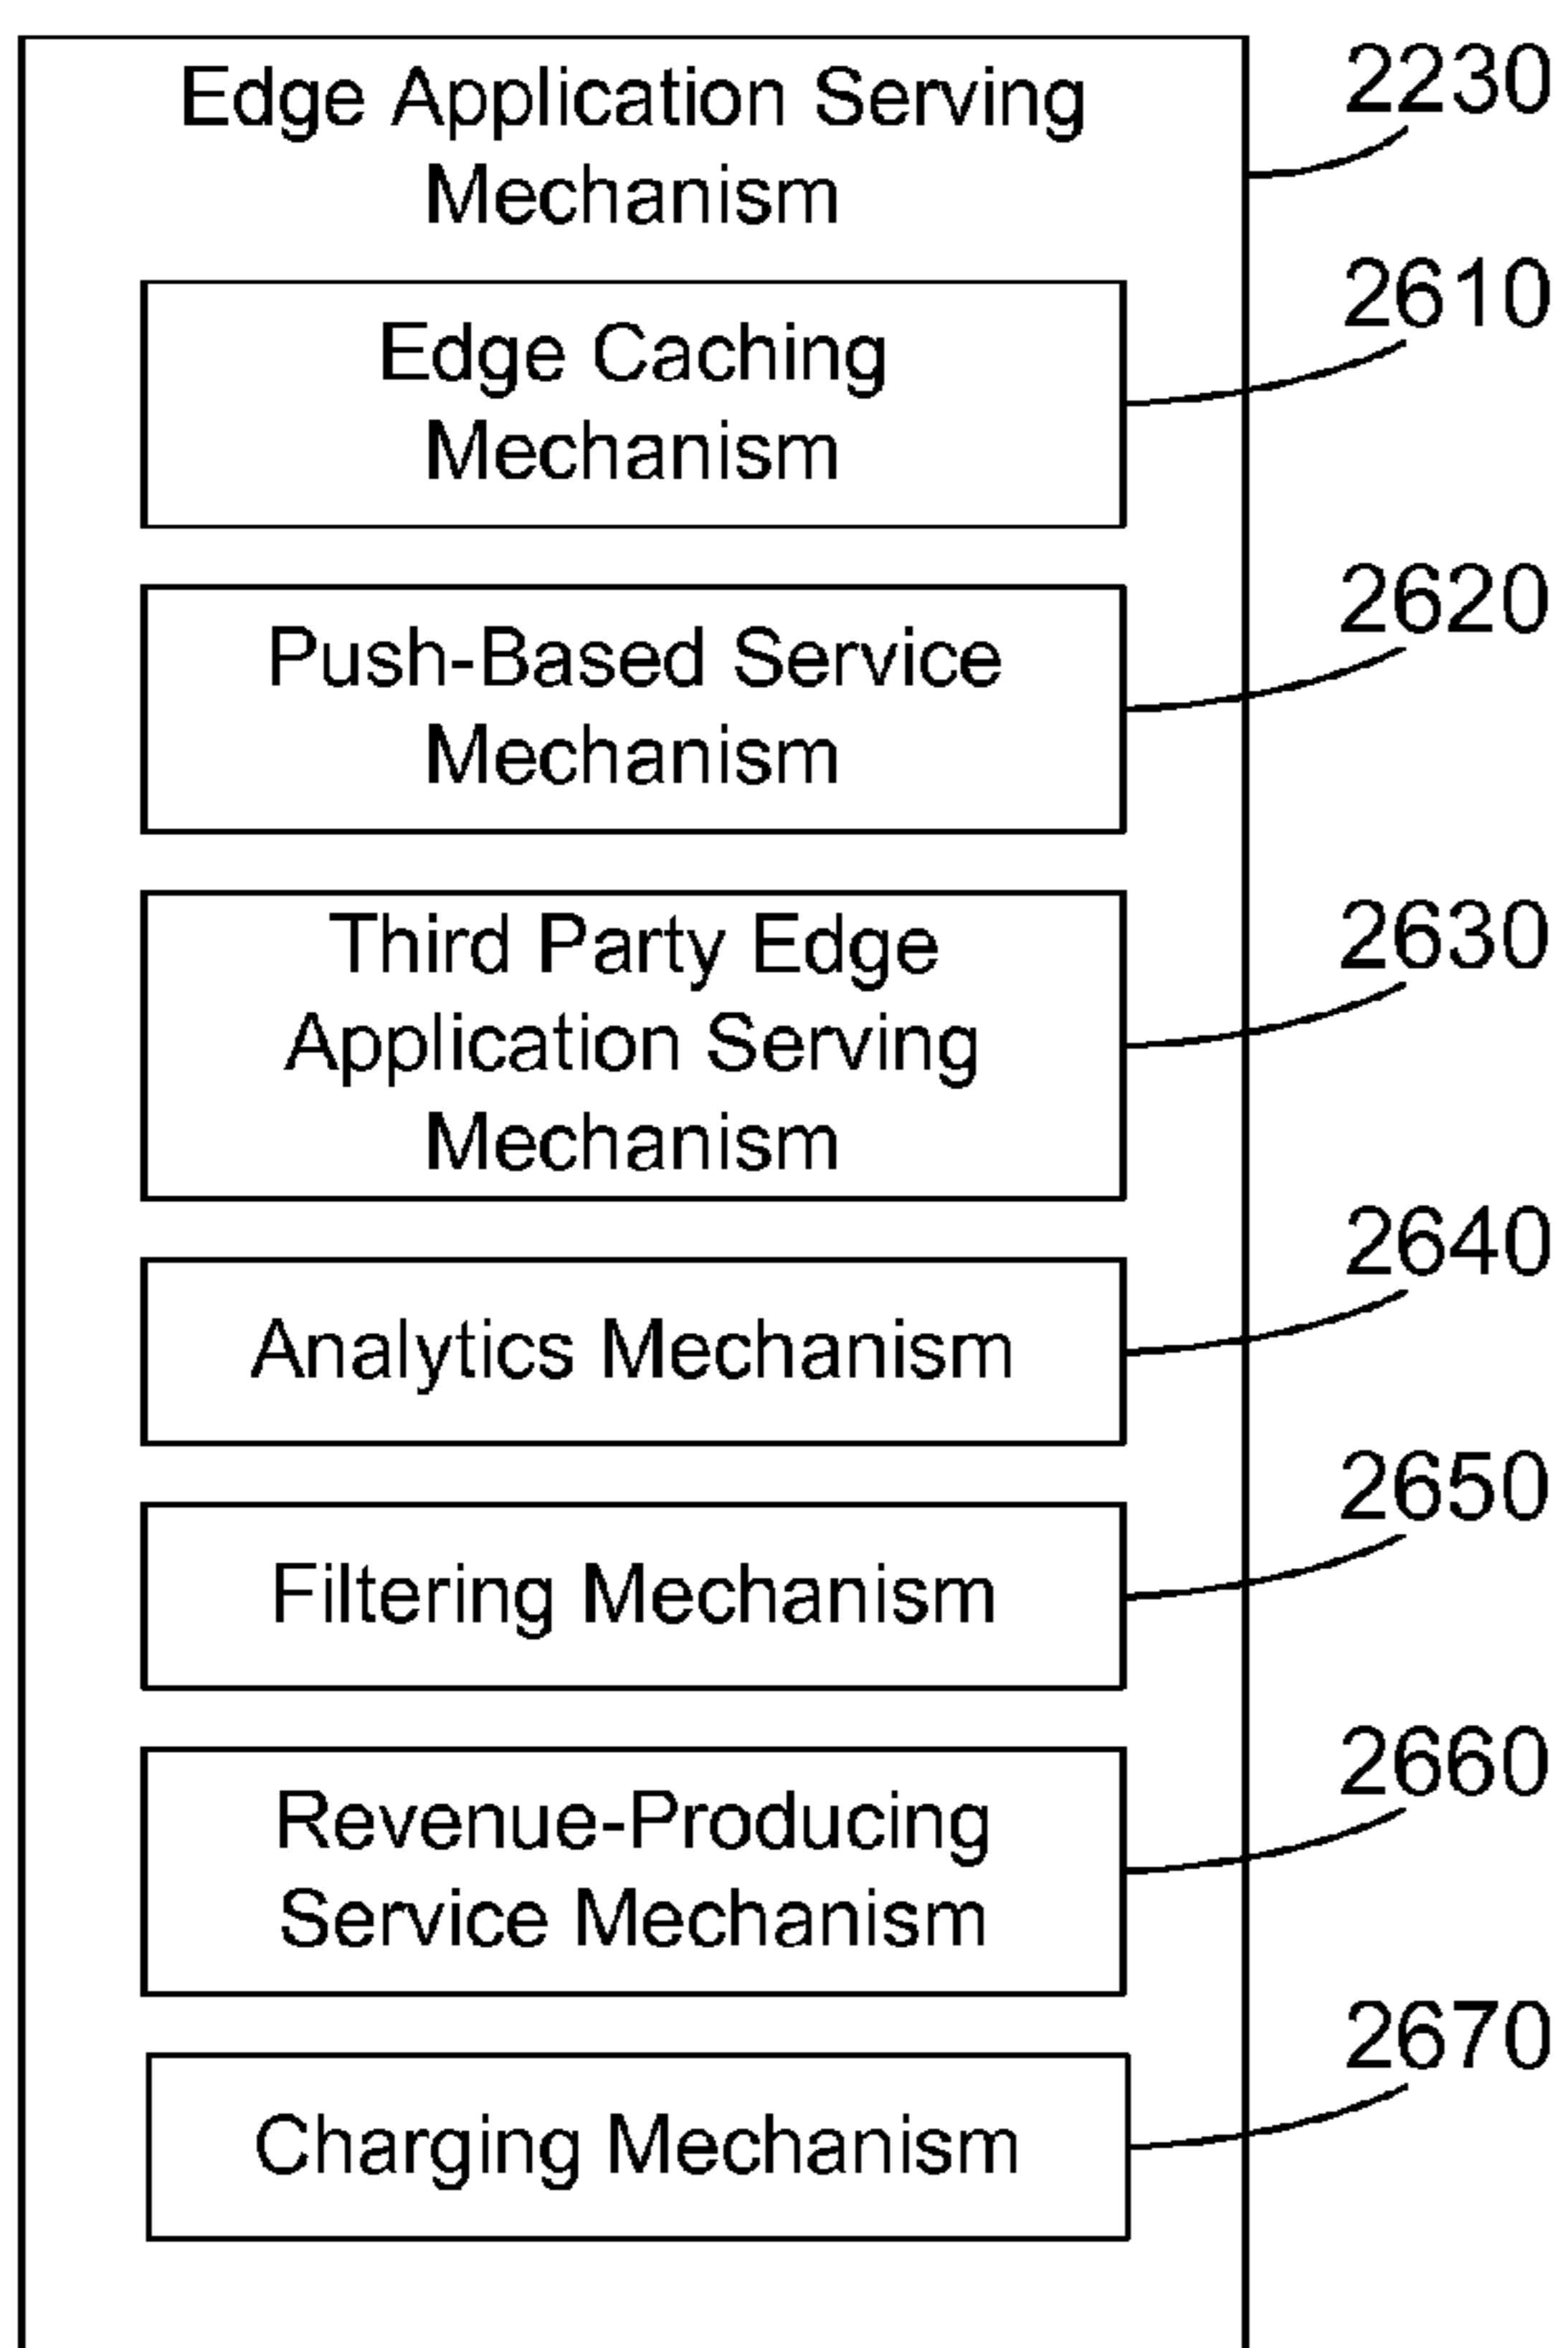 Edge Application Serving
Mechanism
2230
Edge Caching
Mechanism
2610
Push-Based Service
Mechanism
2620
Third Party Edge
Application Serving
Mechanism
2630
Analytics Mechanism
2640
Filtering Mechanism
2650
Revenue-Producing
Service Mechanism
2660
Charging Mechanism
2670